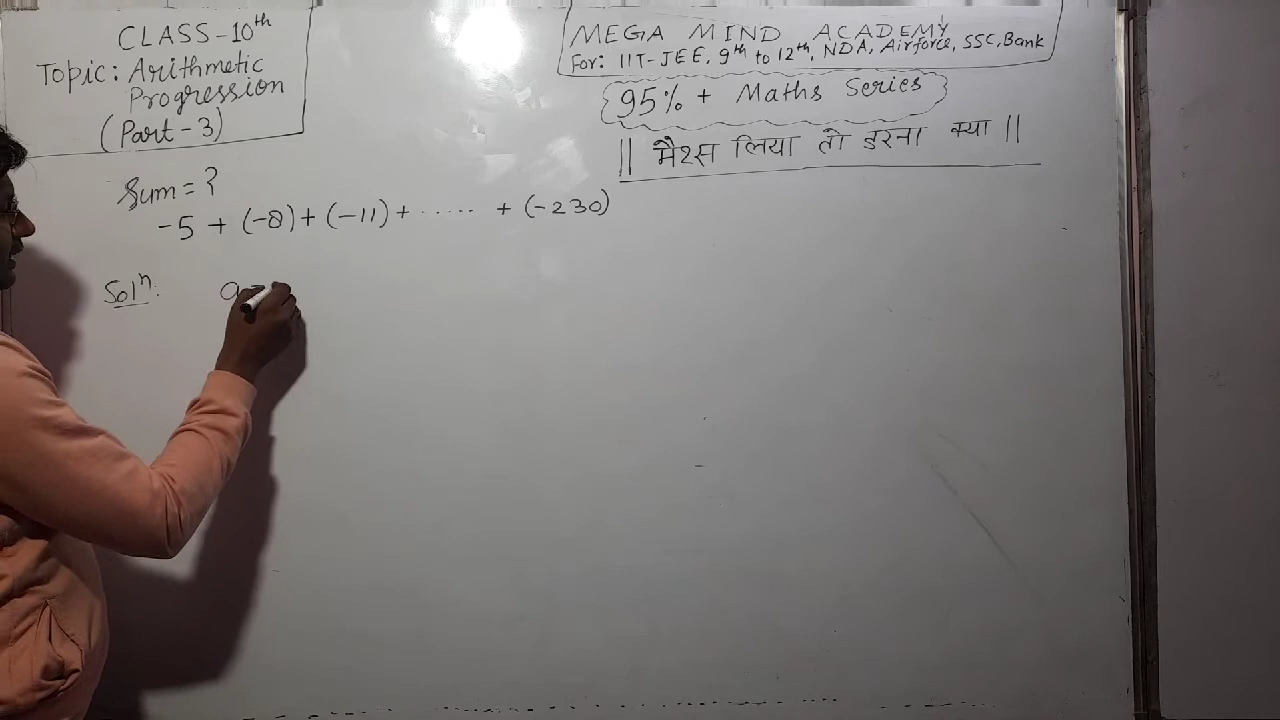 CLASS-10th
Topic: Arithmetic
Progression
(Part-3)
MEGA MIND ACADEMY
For: IIT-JEE, 9th to 12th, NDA, Airforce, SSC, Bank
95% + Maths Series
|| मैथ्स लिया तो डरना क्या ||
Sum = ?
-5 + (-8) + (-11) + ...... + (-230)
Solⁿ: a =